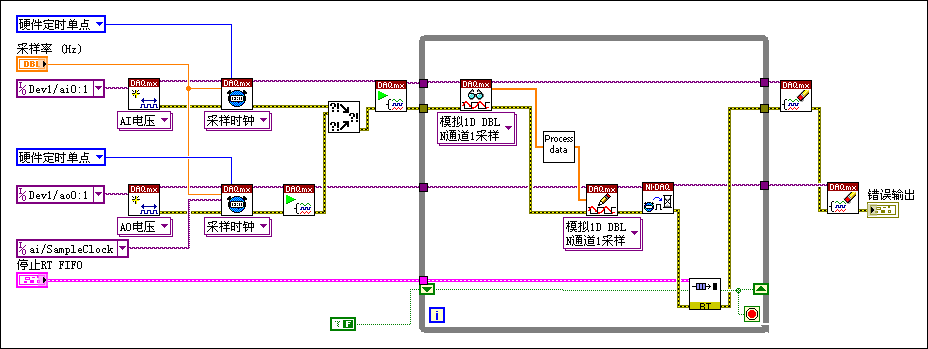 硬件定时单点
采样率 (Hz)
DBL
Dev1/ai0:1
DAQmx
AI电压
DAQmx
采样时钟
?! ?! ?!
DAQmx
DAQmx
模拟1D DBL
N通道1采样
Process
data
DAQmx
硬件定时单点
Dev1/ao0:1
DAQmx
AO电压
DAQmx
采样时钟
DAQmx
DAQmx
模拟1D DBL
N通道1采样
NI-DAQ
DAQmx
错误输出
ai/SampleClock
停止RT FIFO
RT
i
F